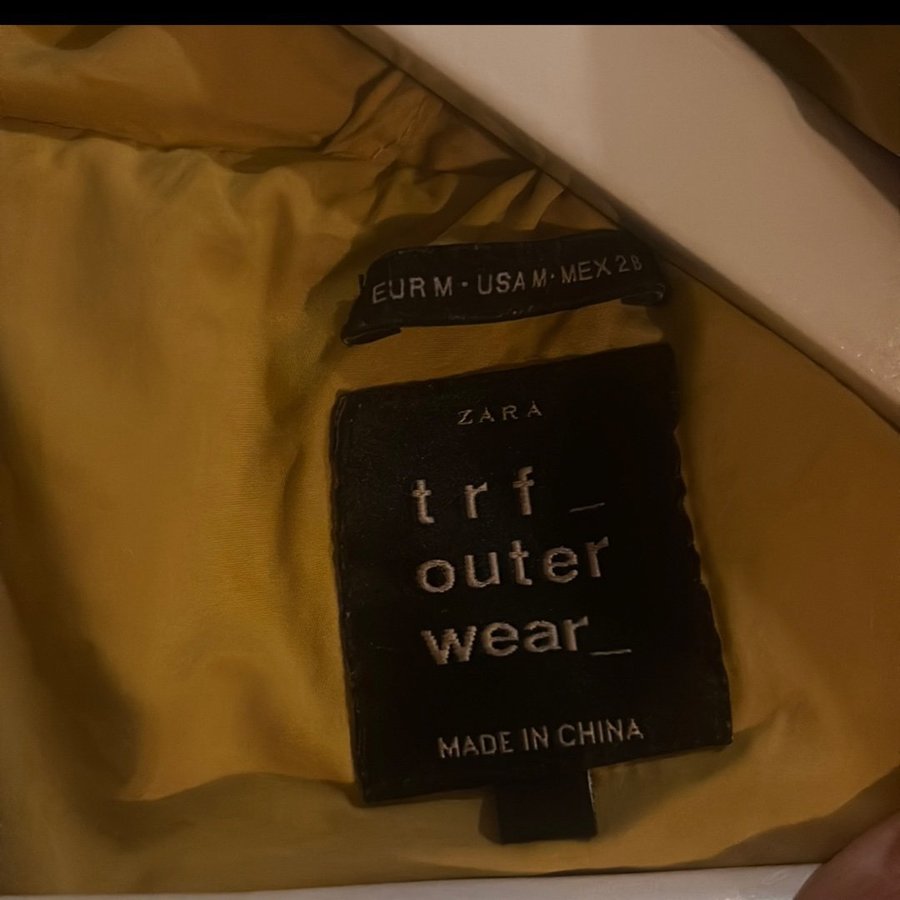 EUR M · USA M · MEX 28
ZARA
trf_
outer
wear_
MADE IN CHINA